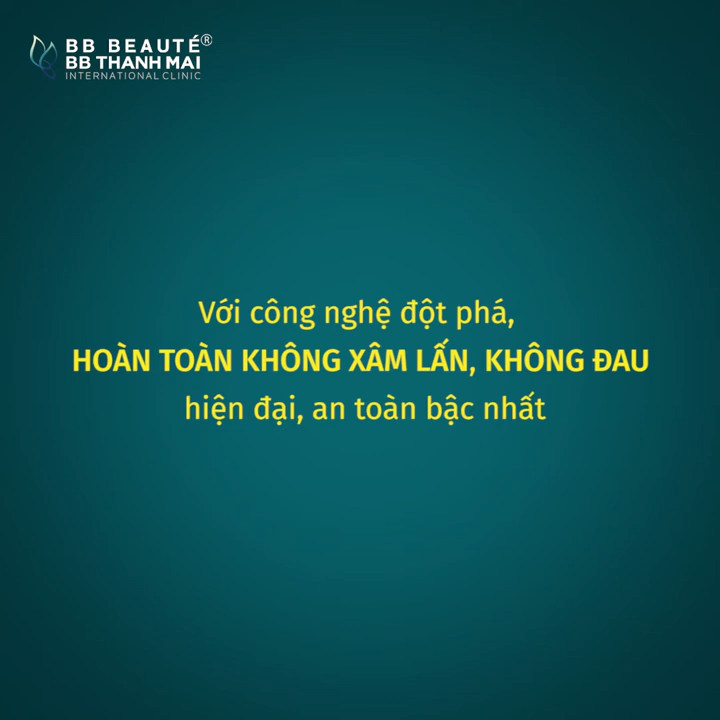 BB BEAUTÉ®
BB THANH MAI
INTERNATIONAL CLINIC
Với công nghệ đột phá,
HOÀN TOÀN KHÔNG XÂM LẤN, KHÔNG ĐAU
hiện đại, an toàn bậc nhất